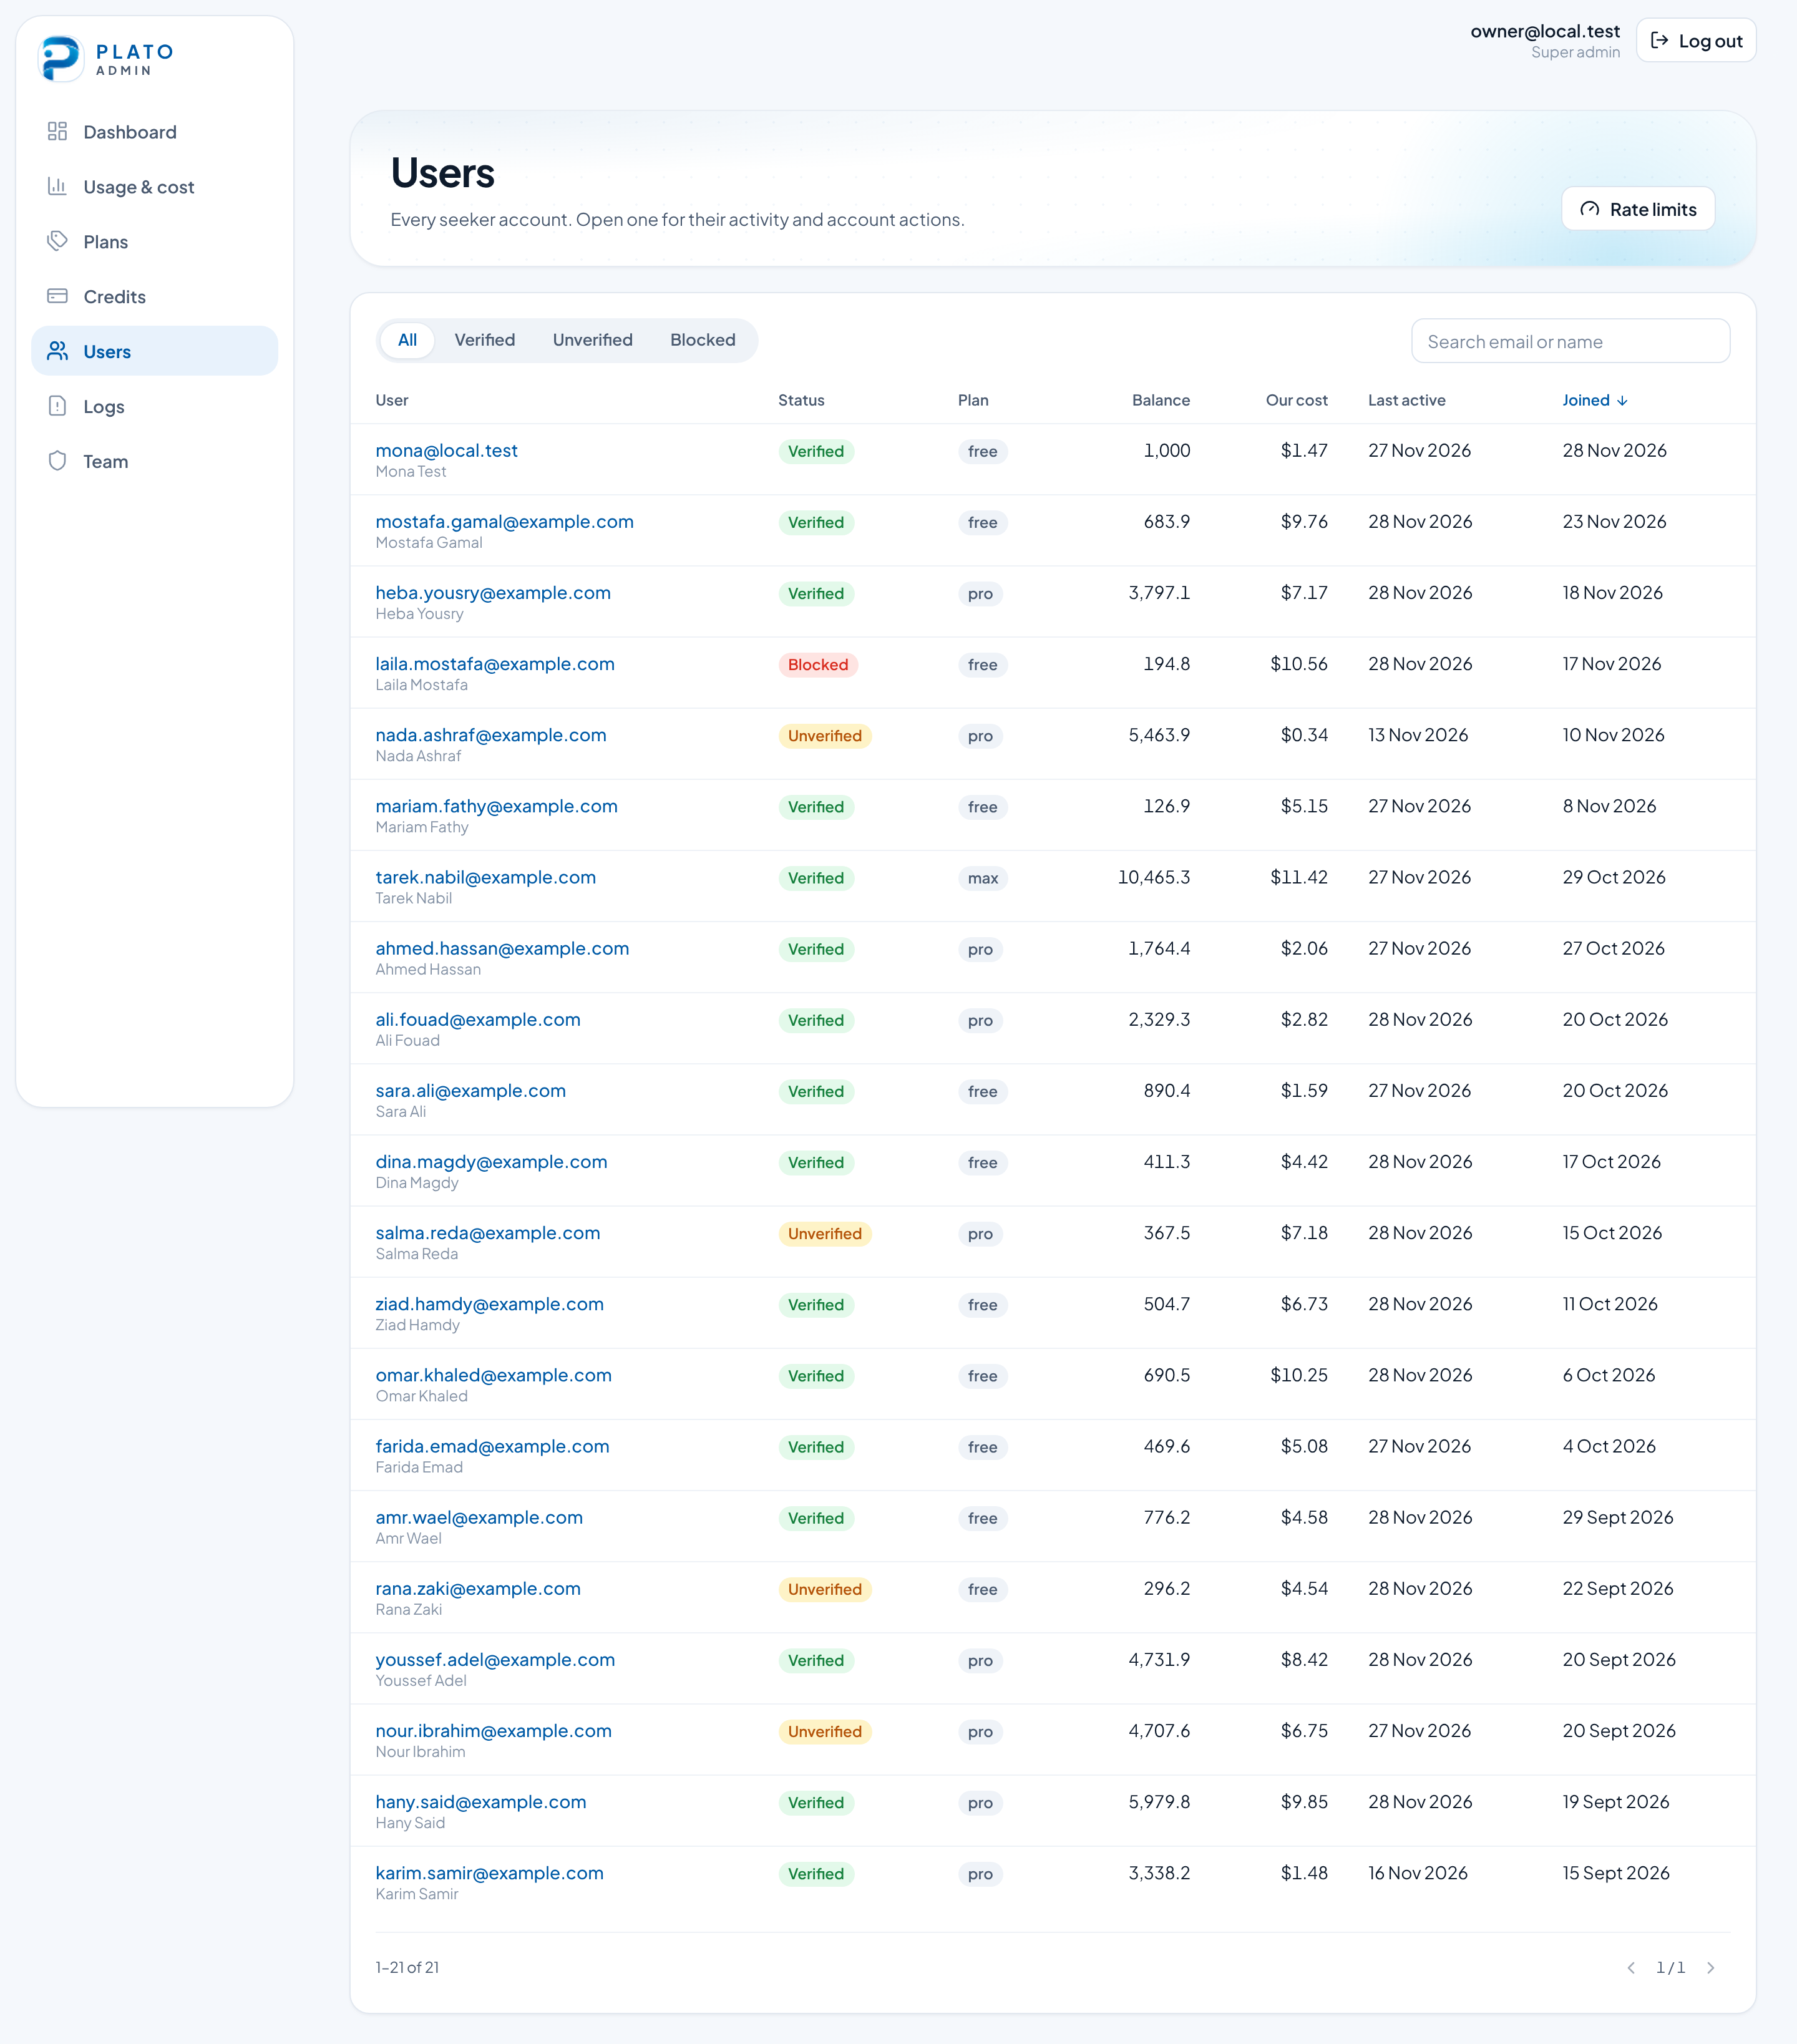 PLATO
ADMIN
Dashboard
Usage & cost
Plans
Credits
Users
Logs
Team
owner@local.test
Super admin
Log out
Users
Every seeker account. Open one for their activity and account actions.
Rate limits
All Verified Unverified Blocked
Search email or name
User Status Plan Balance Our cost Last active Joined
mona@local.test Verified free 1,000 $1.47 27 Nov 2026 28 Nov 2026
Mona Test
mostafa.gamal@example.com Verified free 683.9 $9.76 28 Nov 2026 23 Nov 2026
Mostafa Gamal
heba.yousry@example.com Verified pro 3,797.1 $7.17 28 Nov 2026 18 Nov 2026
Heba Yousry
laila.mostafa@example.com Blocked free 194.8 $10.56 28 Nov 2026 17 Nov 2026
Laila Mostafa
nada.ashraf@example.com Unverified pro 5,463.9 $0.34 13 Nov 2026 10 Nov 2026
Nada Ashraf
mariam.fathy@example.com Verified free 126.9 $5.15 27 Nov 2026 8 Nov 2026
Mariam Fathy
tarek.nabil@example.com Verified max 10,465.3 $11.42 27 Nov 2026 29 Oct 2026
Tarek Nabil
ahmed.hassan@example.com Verified pro 1,764.4 $2.06 27 Nov 2026 27 Oct 2026
Ahmed Hassan
ali.fouad@example.com Verified pro 2,329.3 $2.82 28 Nov 2026 20 Oct 2026
Ali Fouad
sara.ali@example.com Verified free 890.4 $1.59 27 Nov 2026 20 Oct 2026
Sara Ali
dina.magdy@example.com Verified free 411.3 $4.42 28 Nov 2026 17 Oct 2026
Dina Magdy
salma.reda@example.com Unverified pro 367.5 $7.18 28 Nov 2026 15 Oct 2026
Salma Reda
ziad.hamdy@example.com Verified free 504.7 $6.73 28 Nov 2026 11 Oct 2026
Ziad Hamdy
omar.khaled@example.com Verified free 690.5 $10.25 28 Nov 2026 6 Oct 2026
Omar Khaled
farida.emad@example.com Verified free 469.6 $5.08 27 Nov 2026 4 Oct 2026
Farida Emad
amr.wael@example.com Verified free 776.2 $4.58 28 Nov 2026 29 Sept 2026
Amr Wael
rana.zaki@example.com Unverified free 296.2 $4.54 28 Nov 2026 22 Sept 2026
Rana Zaki
youssef.adel@example.com Verified pro 4,731.9 $8.42 28 Nov 2026 20 Sept 2026
Youssef Adel
nour.ibrahim@example.com Unverified pro 4,707.6 $6.75 27 Nov 2026 20 Sept 2026
Nour Ibrahim
hany.said@example.com Verified pro 5,979.8 $9.85 28 Nov 2026 19 Sept 2026
Hany Said
karim.samir@example.com Verified pro 3,338.2 $1.48 16 Nov 2026 15 Sept 2026
Karim Samir
1–21 of 21
1 / 1